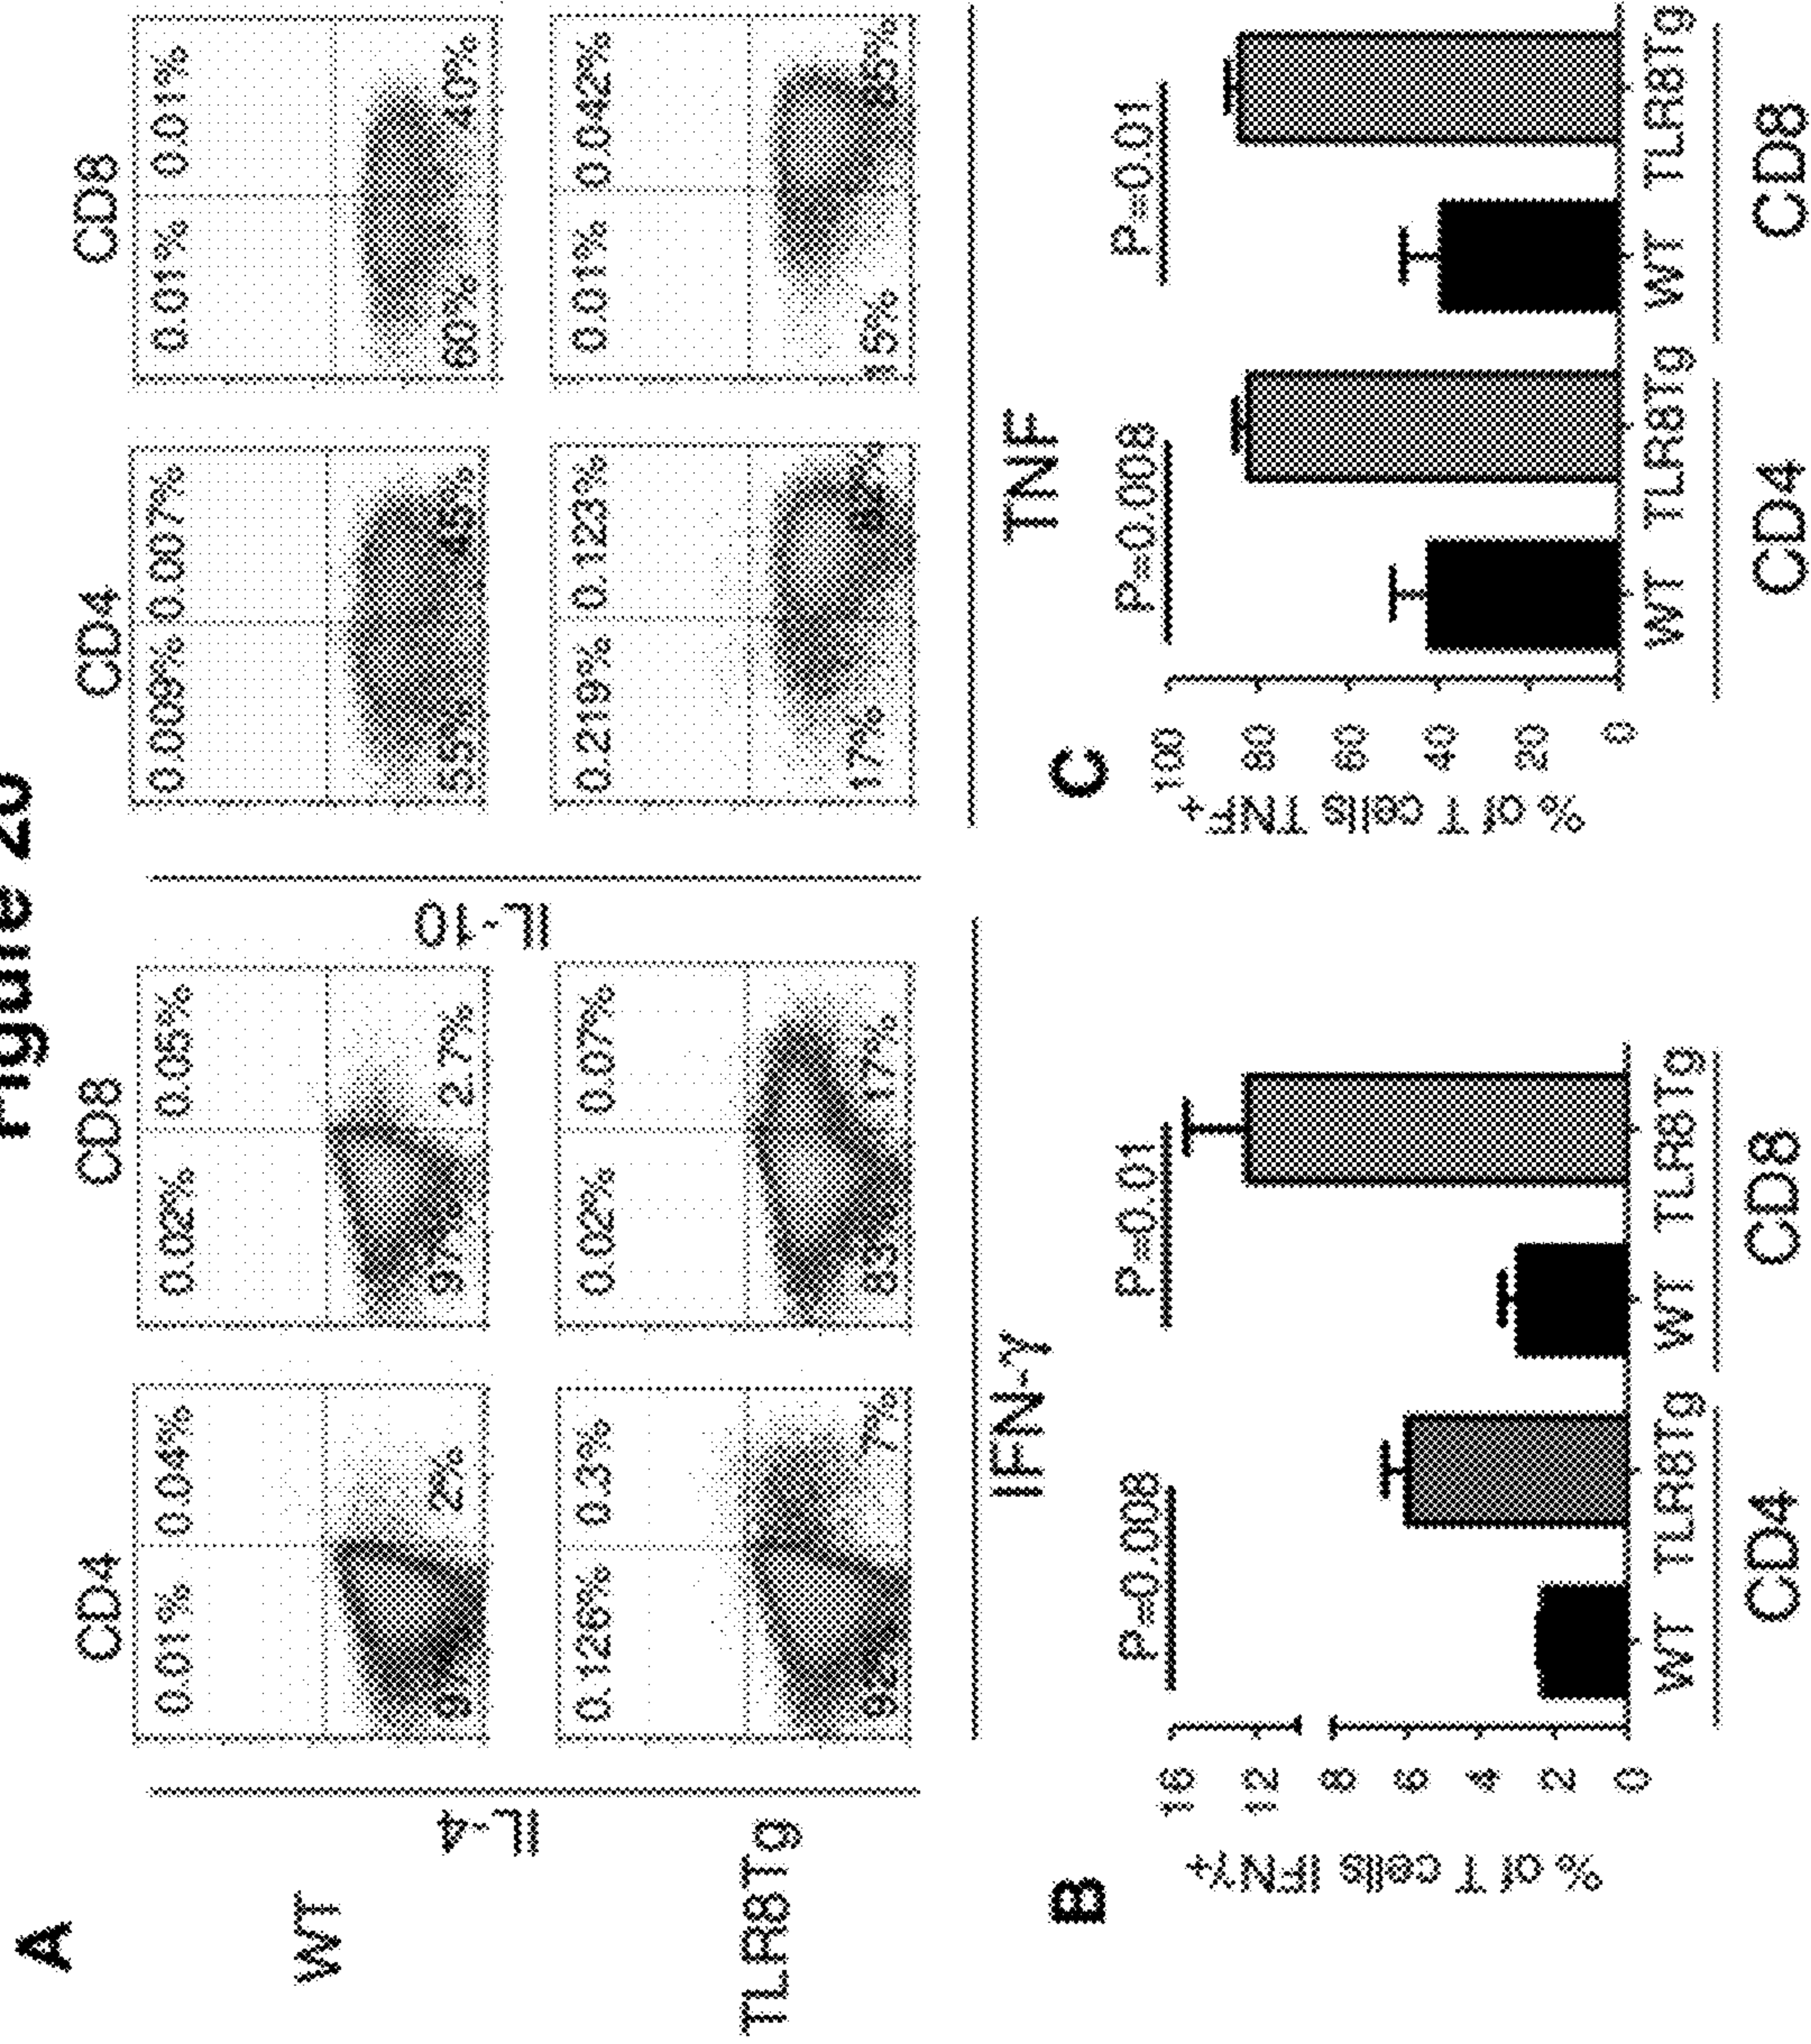 Figure 20
A
CD4 CD8 CD4 CD8
WT
IL-4
0.01% 0.04%
2%
0.02% 0.05%
2.7%
IL-10
0.009% 0.007%
55% 45%
0.01% 0.01%
60% 40%
TLR8Tg
0.126% 0.3%
7%
0.02% 0.07%
83% 17%
0.219% 0.123%
17%
0.01% 0.042%
15% 85%
IFN-γ
TNF
B
% of T cells IFNγ+
16
12
8
6
4
2
0
P=0.008 P=0.01
WT TLR8Tg WT TLR8Tg
CD4 CD8
C
% of T cells TNF+
100
80
60
40
20
0
P=0.008 P=0.01
WT TLR8Tg WT TLR8Tg
CD4 CD8